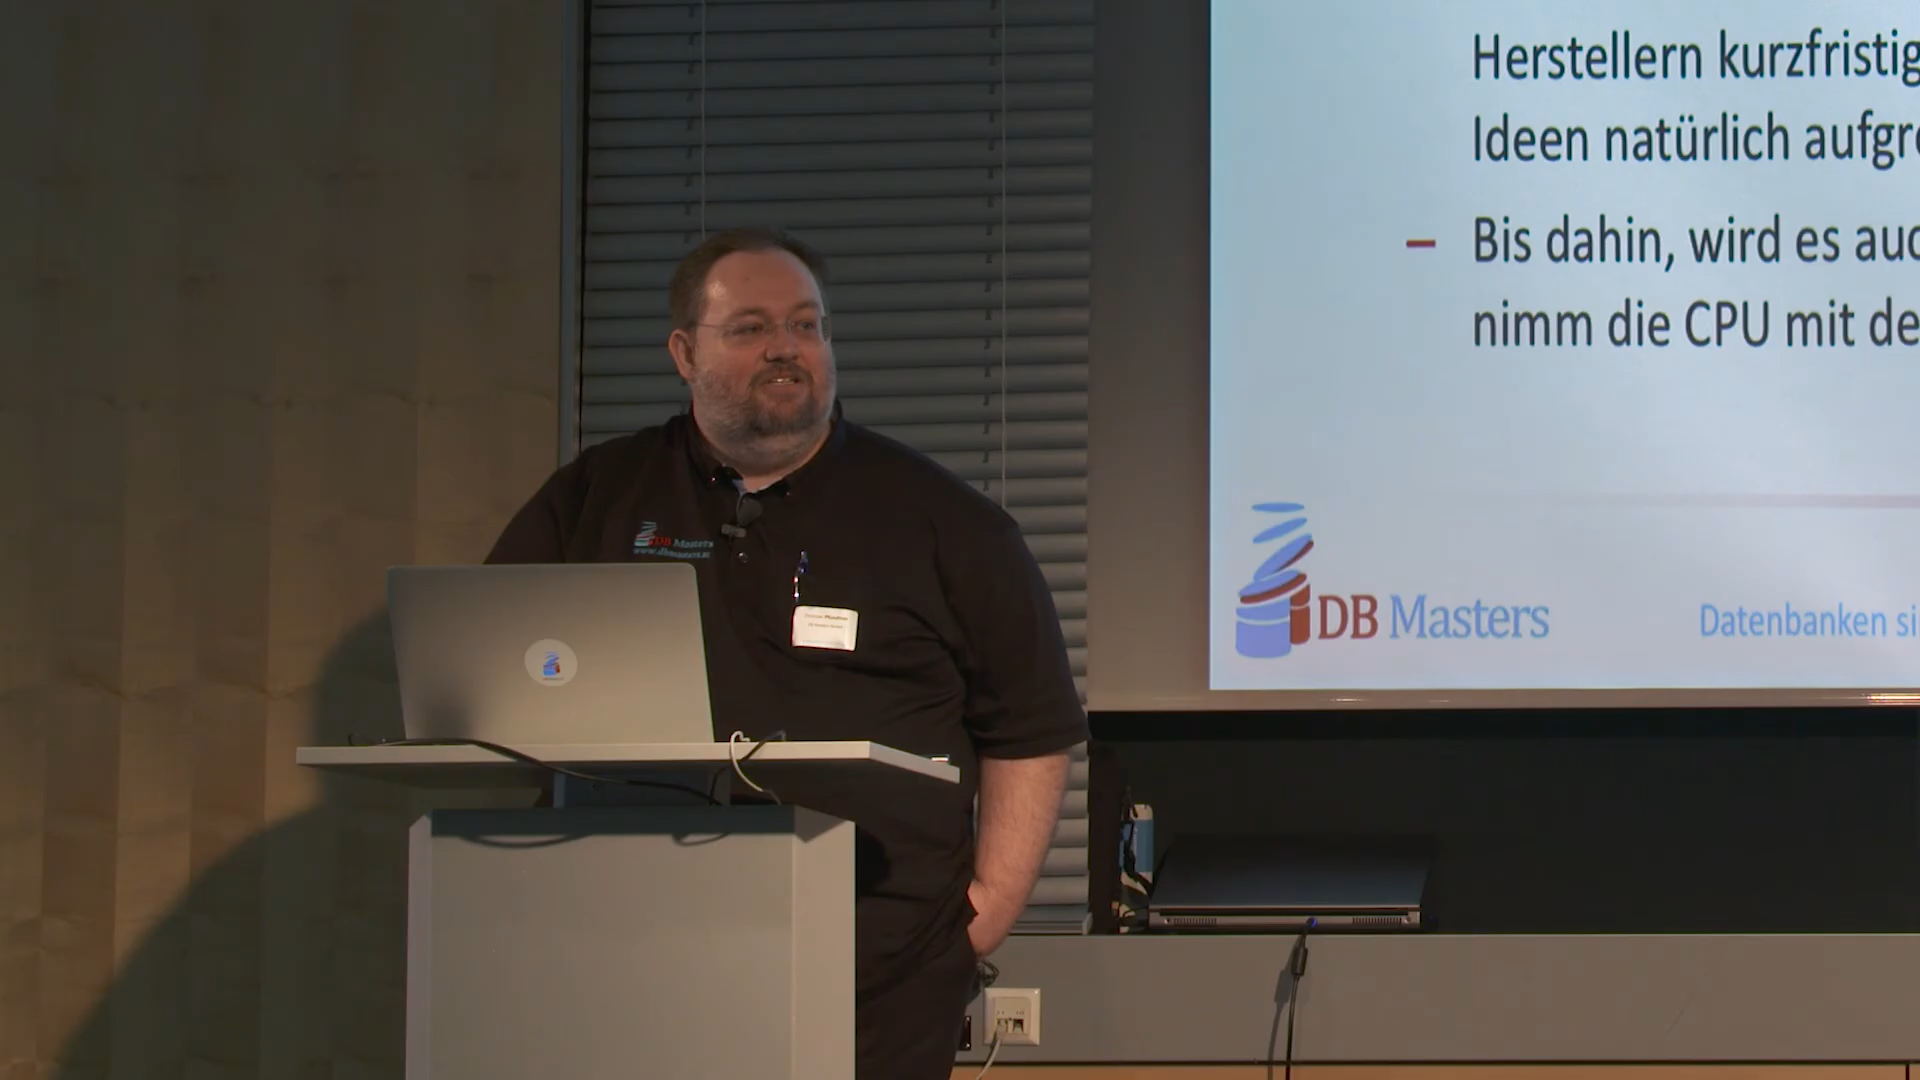 Herstellern kurzfristig
Ideen natürlich aufgr
– Bis dahin, wird es auc
nimm die CPU mit de
DB Masters
Datenbanken si
DB Masters